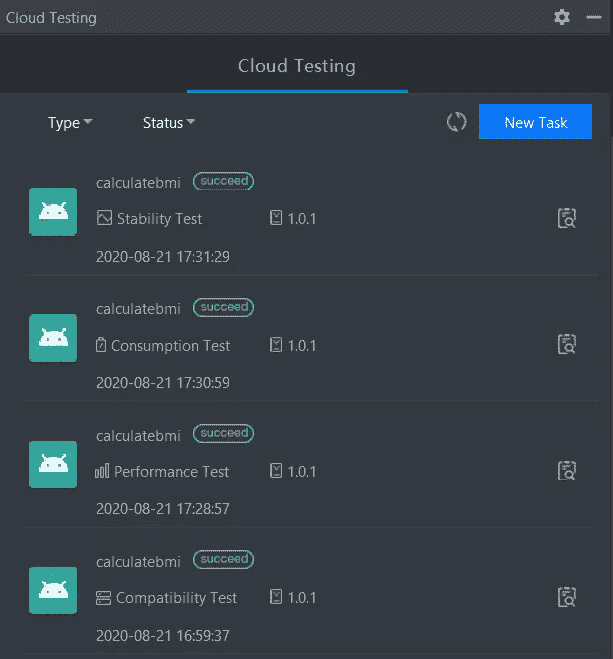 Cloud Testing
Cloud Testing
Type Status New Task
calculatebmi succeed
Stability Test 1.0.1
2020-08-21 17:31:29
calculatebmi succeed
Consumption Test 1.0.1
2020-08-21 17:30:59
calculatebmi succeed
Performance Test 1.0.1
2020-08-21 17:28:57
calculatebmi succeed
Compatibility Test 1.0.1
2020-08-21 16:59:37